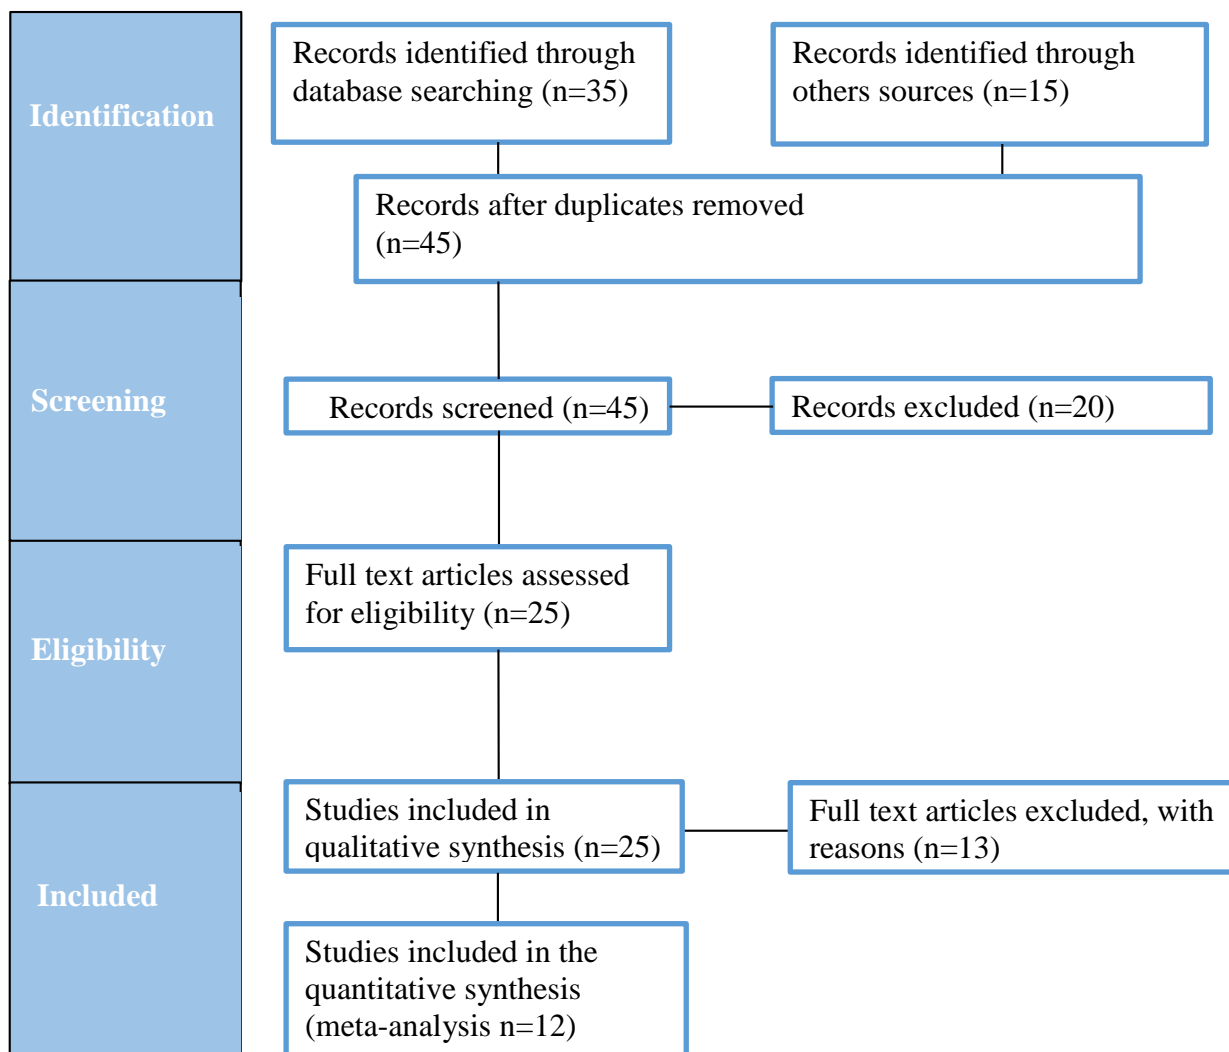 Identification
Records identified through
database searching (n=35)
Records identified through
others sources (n=15)
Records after duplicates removed
(n=45)
Screening
Records screened (n=45)
Records excluded (n=20)
Eligibility
Full text articles assessed
for eligibility (n=25)
Included
Studies included in
qualitative synthesis (n=25)
Full text articles excluded, with
reasons (n=13)
Studies included in the
quantitative synthesis
(meta-analysis n=12)